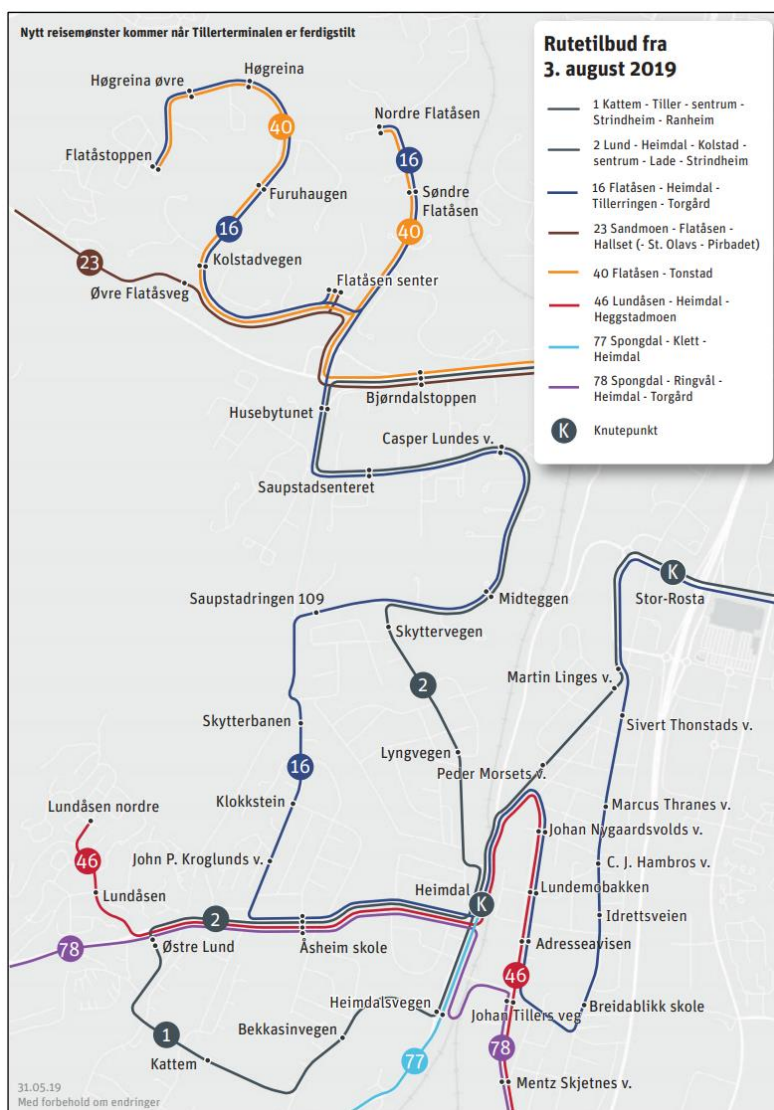 Nytt reisemønster kommer når Tillerterminalen er ferdigstilt
Rutetilbud fra
3. august 2019
1 Kattem - Tiller - sentrum -
Strindheim - Ranheim
2 Lund - Heimdal - Kolstad -
sentrum - Lade - Strindheim
16 Flatåsen - Heimdal -
Tillerringen - Torgård
23 Sandmoen - Flatåsen -
Hallset (- St. Olavs - Pirbadet)
40 Flatåsen - Tonstad
46 Lundåsen - Heimdal -
Heggstadmoen
77 Spongdal - Klett -
Heimdal
78 Spongdal - Ringvål -
Heimdal - Torgård
K Knutepunkt
Høgreina
Høgreina øvre
Nordre Flatåsen
40
Flatåstoppen
16
Furuhaugen
Søndre
Flatåsen
16
40
23
Kolstadvegen
Flatåsen senter
Øvre Flatåsveg
Bjørndalstoppen
Husebytunet
Casper Lundes v.
Saupstadsenteret
K
Saupstadringen 109
Midteggen
Stor-Rosta
Skyttervegen
Martin Linges v.
2
Skytterbanen
Sivert Thonstads v.
Lyngvegen
16
Peder Morsets v.
Lundåsen nordre
Klokkstein
Marcus Thranes v.
46
John P. Kroglunds v.
Johan Nygaardsvolds v.
C. J. Hambros v.
Lundåsen
Heimdal
Lundemobakken
K
2
Idrettsveien
78
Østre Lund
Åsheim skole
Adresseavisen
46
Heimdalsvegen
Johan Tillers veg
Breidablikk skole
1
Bekkasinvegen
78
Kattem
77
Mentz Skjetnes v.
31.05.19
Med forbehold om endringer